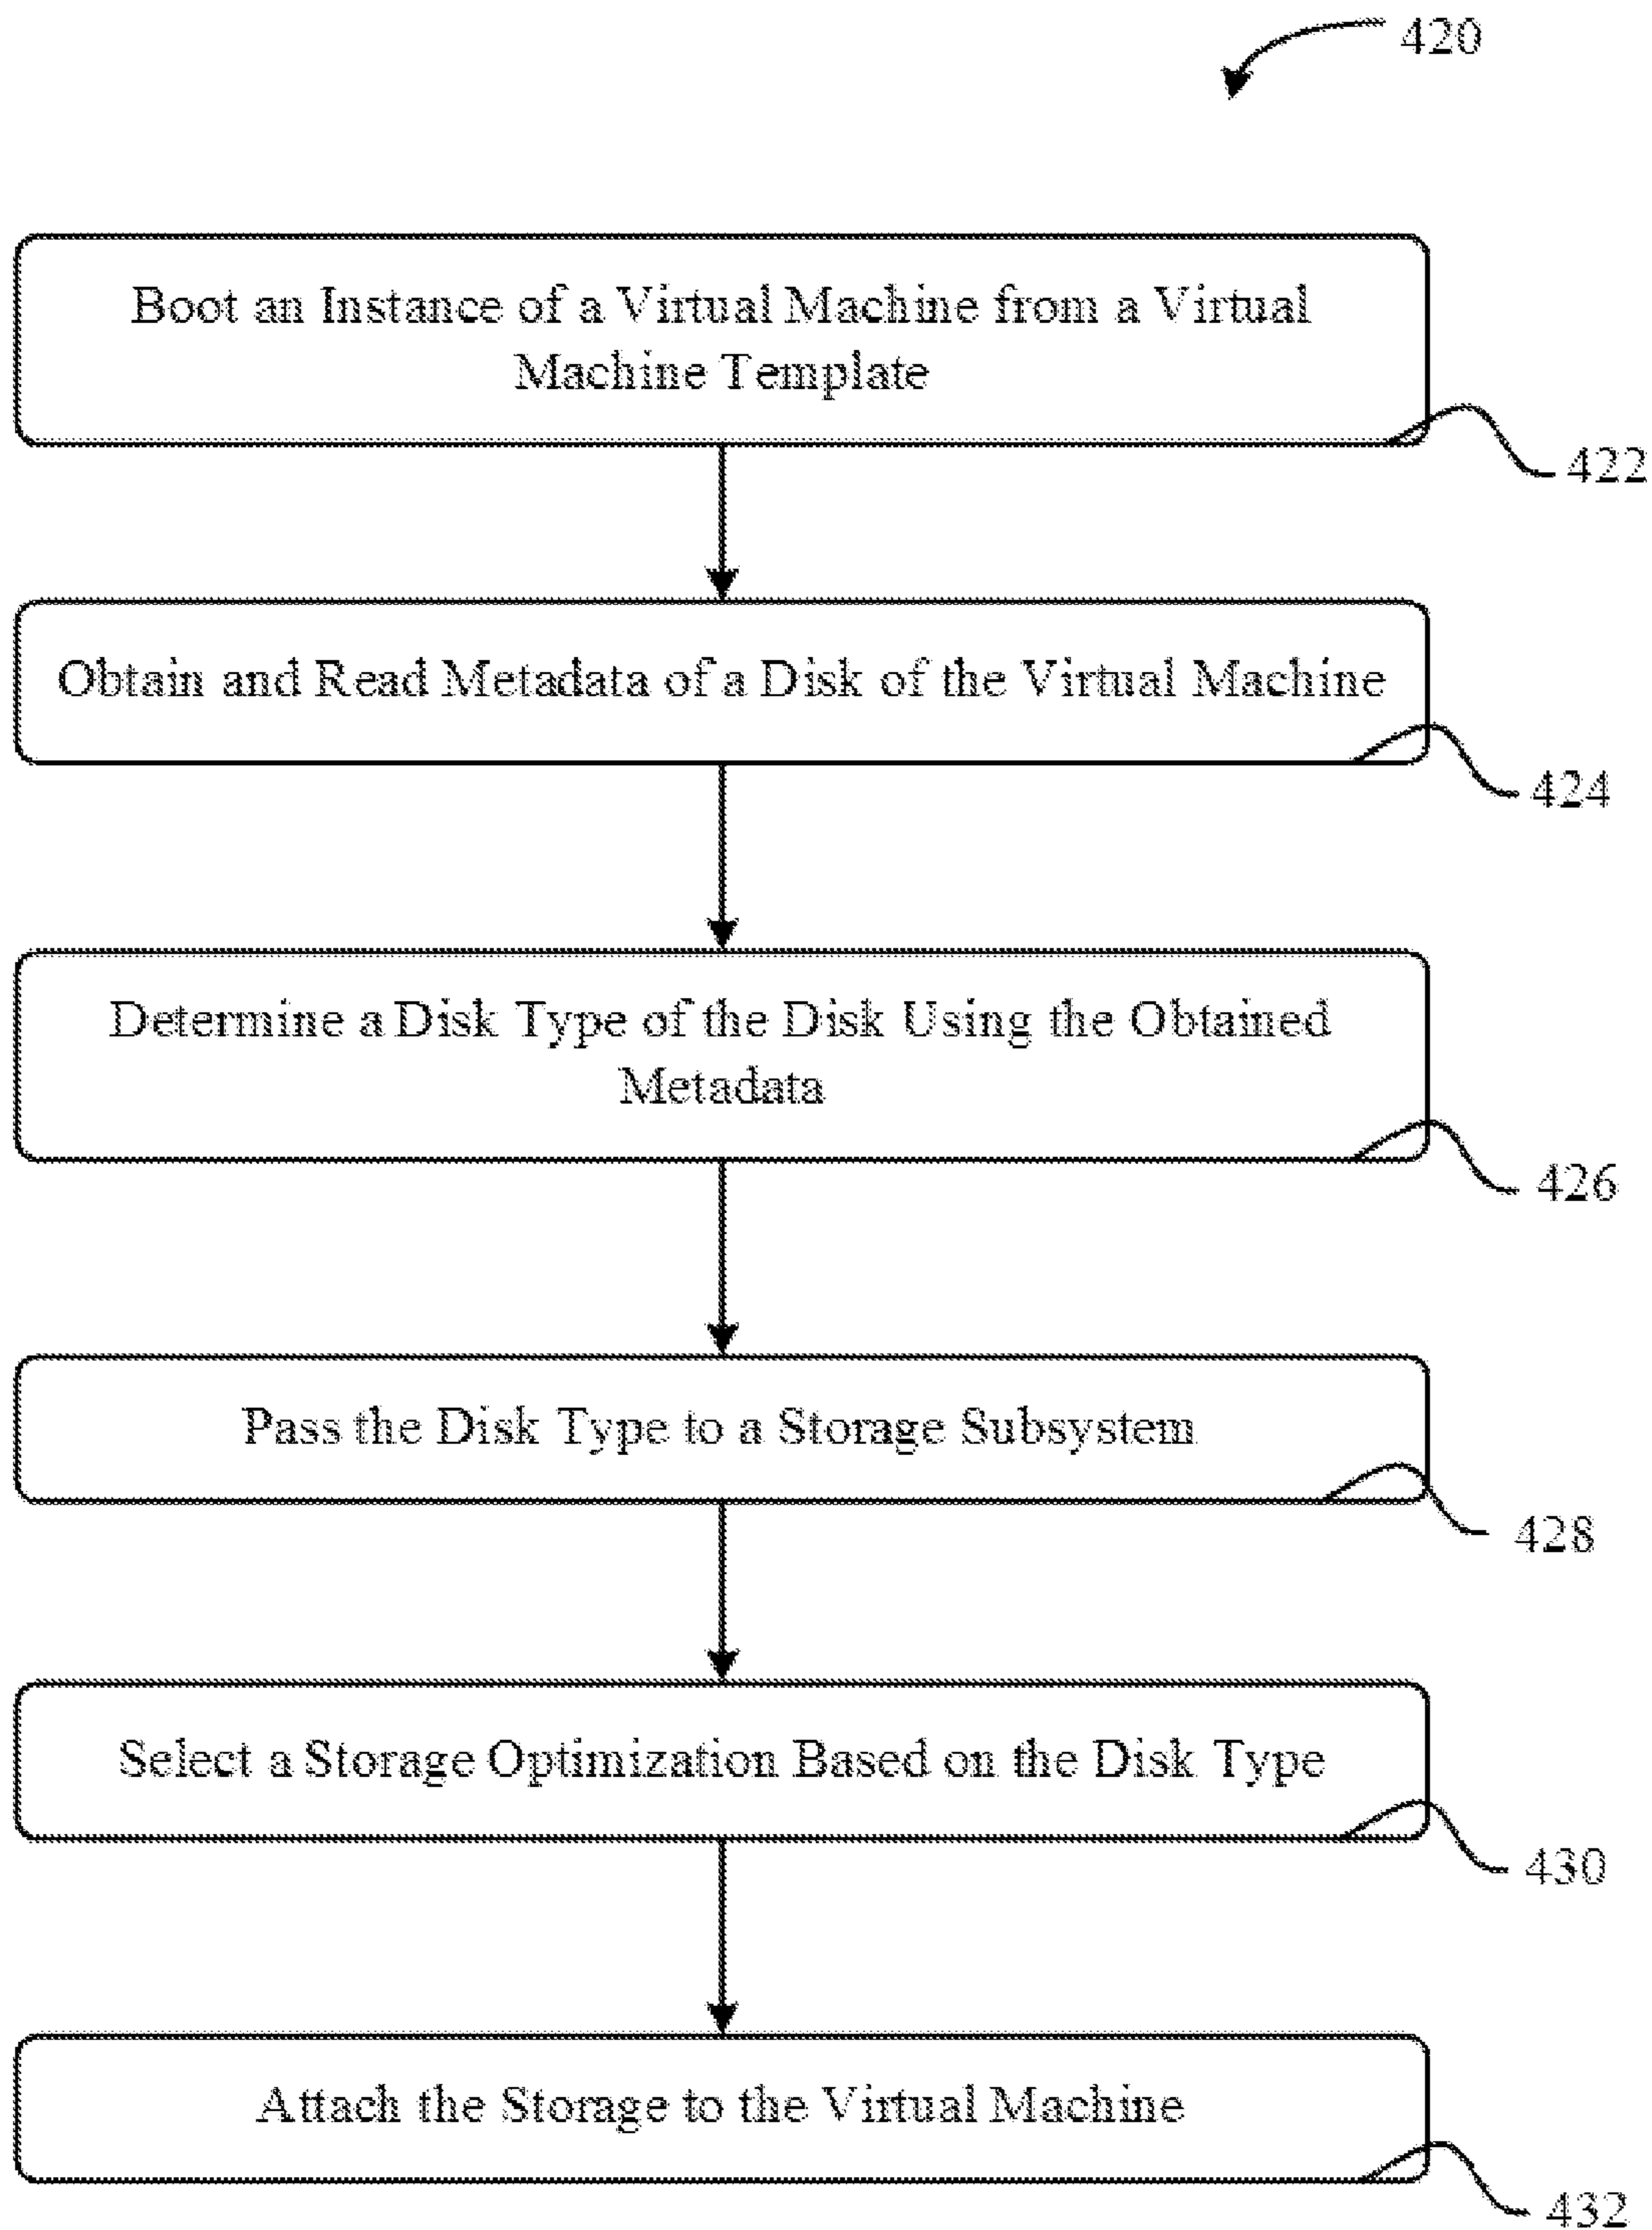 420
Boot an Instance of a Virtual Machine from a Virtual
Machine Template
422
Obtain and Read Metadata of a Disk of the Virtual Machine
424
Determine a Disk Type of the Disk Using the Obtained
Metadata
426
Pass the Disk Type to a Storage Subsystem
428
Select a Storage Optimization Based on the Disk Type
430
Attach the Storage to the Virtual Machine
432